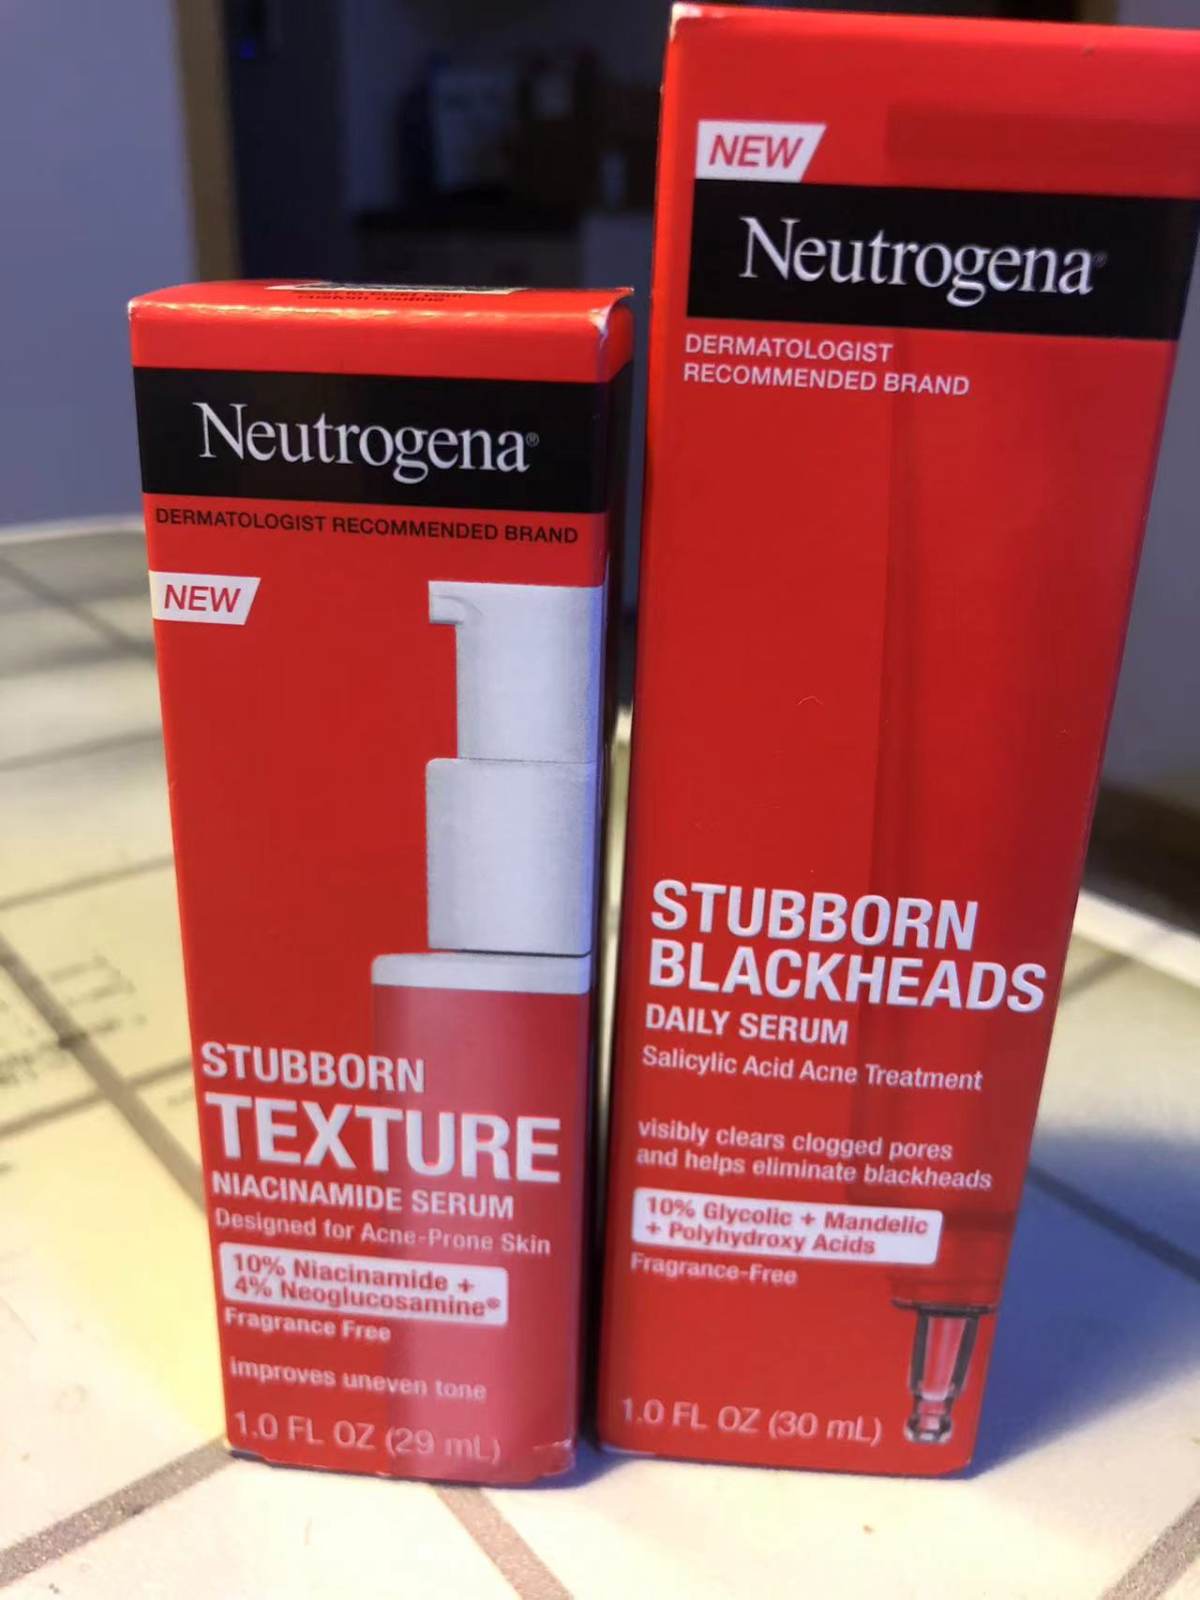 Neutrogena®
DERMATOLOGIST RECOMMENDED BRAND
NEW
STUBBORN
TEXTURE
NIACINAMIDE SERUM
Designed for Acne-Prone Skin
10% Niacinamide +
4% Neoglucosamine®
Fragrance Free
improves uneven tone
1.0 FL OZ (29 mL)
NEW
Neutrogena®
DERMATOLOGIST
RECOMMENDED BRAND
STUBBORN
BLACKHEADS
DAILY SERUM
Salicylic Acid Acne Treatment
visibly clears clogged pores
and helps eliminate blackheads
10% Glycolic + Mandelic
+ Polyhydroxy Acids
Fragrance-Free
1.0 FL OZ (30 mL)